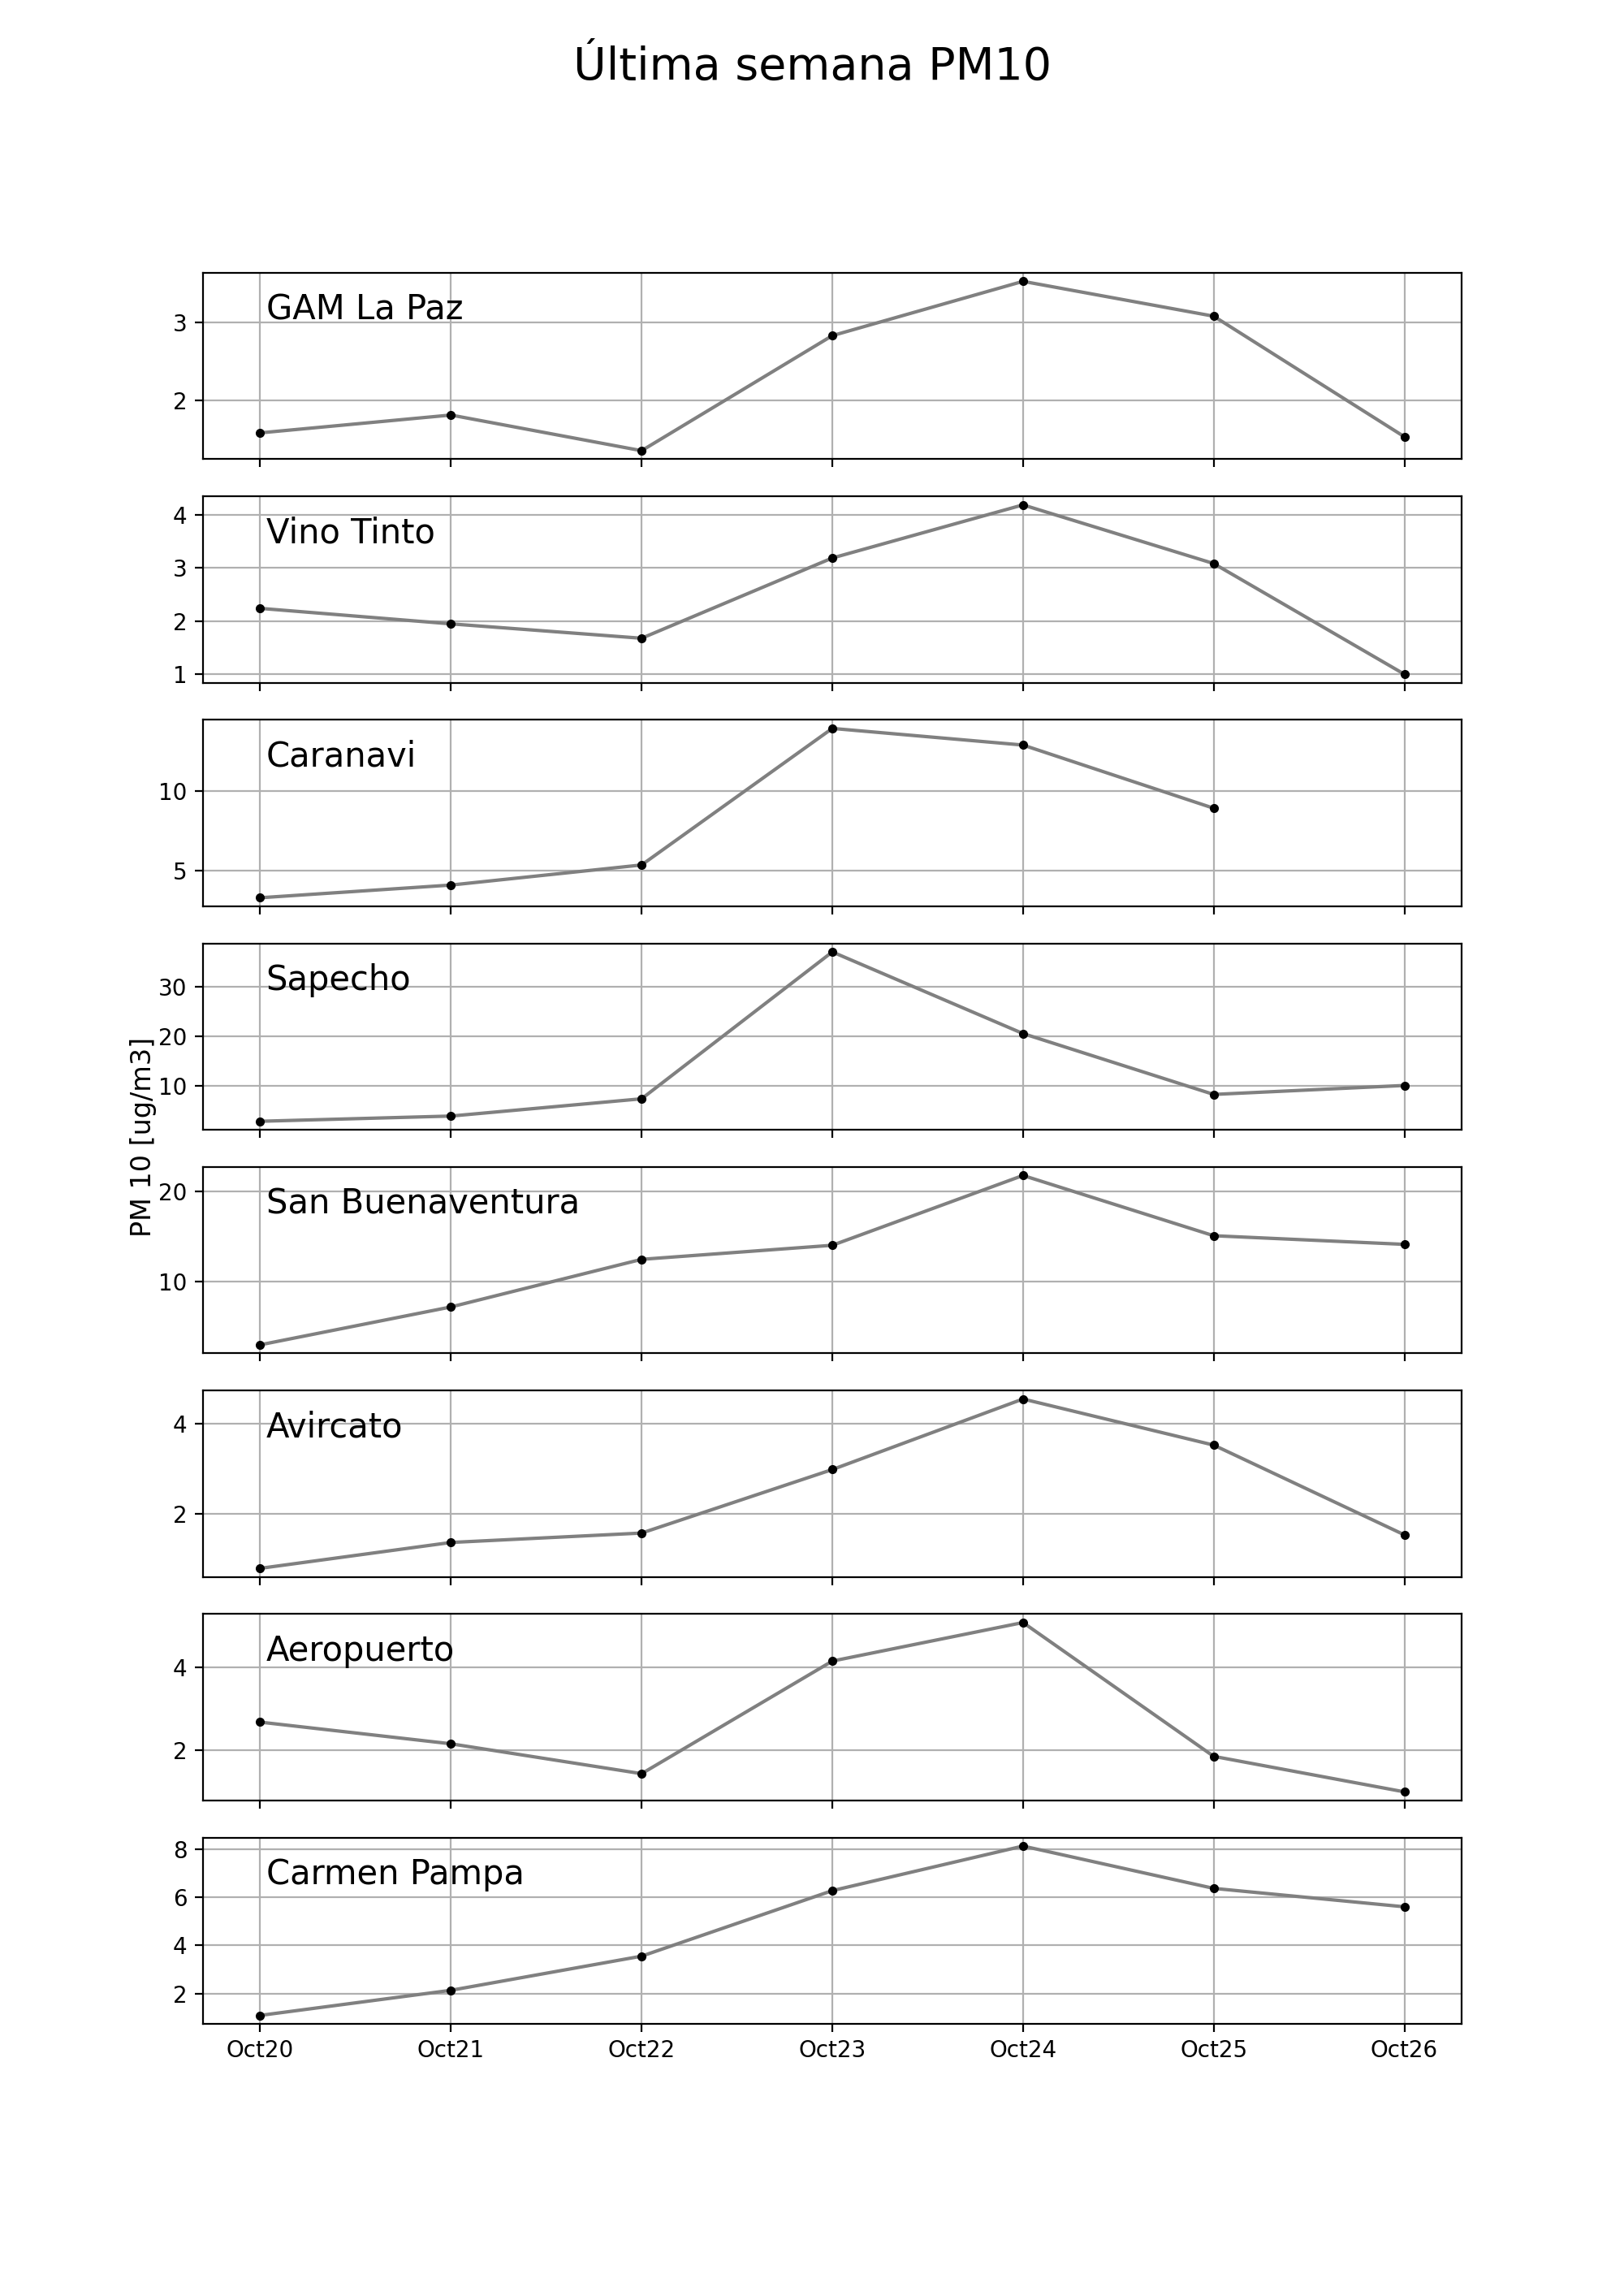 Última semana PM10
GAM La Paz
3
2
Vino Tinto
4
3
2
1
Caranavi
10
5
Sapecho
30
20
10
PM 10 [ug/m3]
San Buenaventura
20
10
Avircato
4
2
Aeropuerto
4
2
Carmen Pampa
8
6
4
2
Oct20 Oct21 Oct22 Oct23 Oct24 Oct25 Oct26